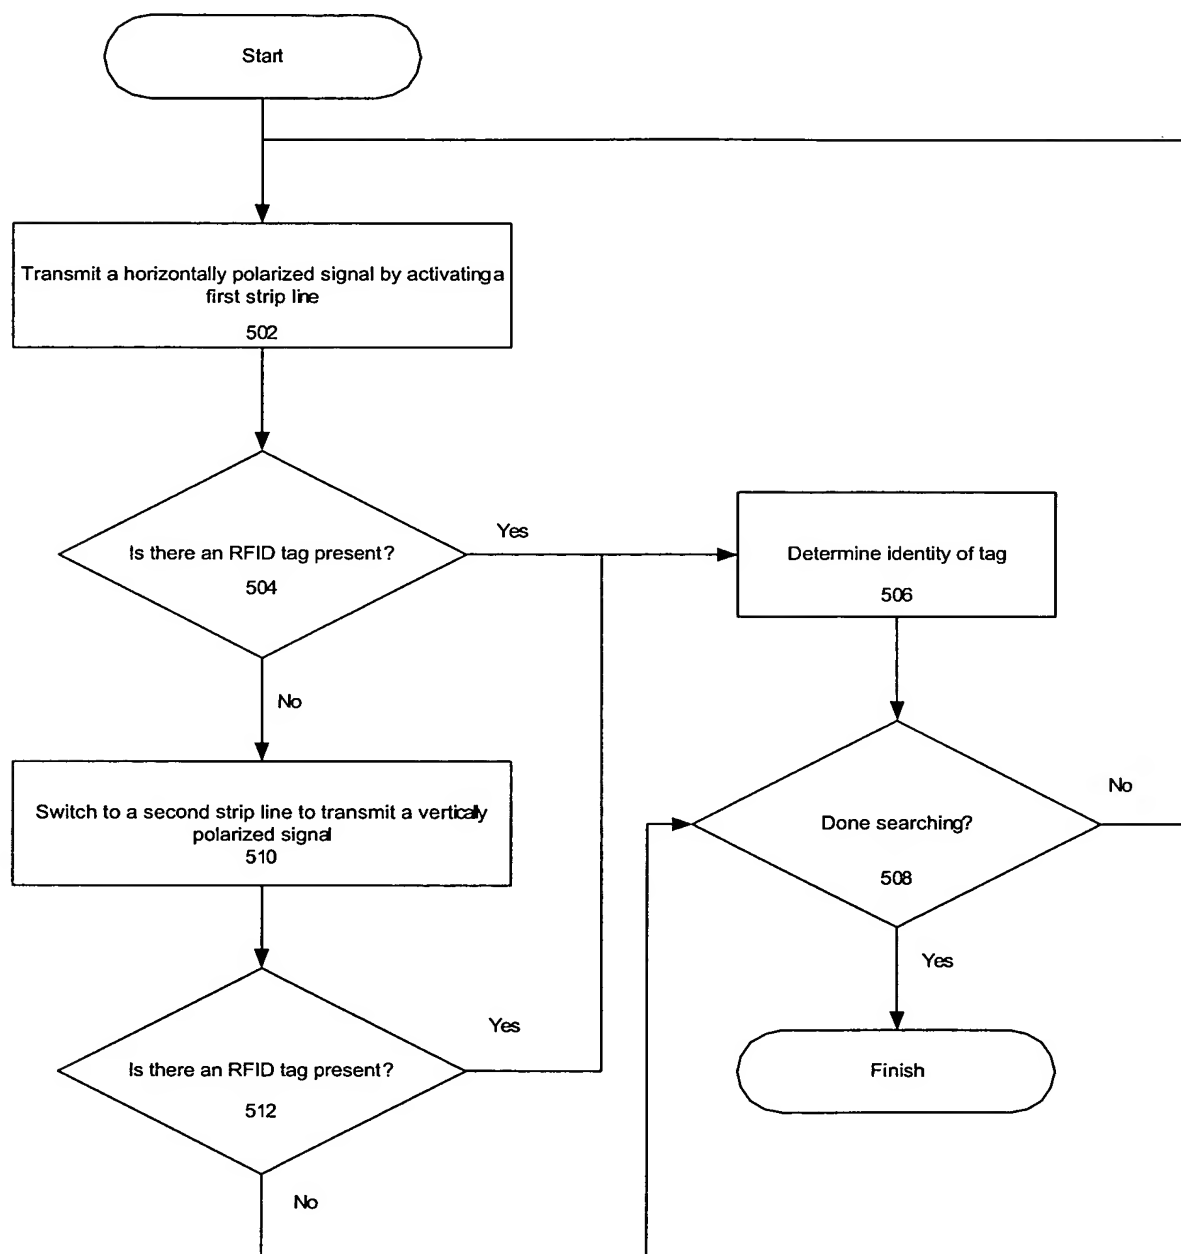 Start
Transmit a horizontally polarized signal by activating a
first strip line
502
Is there an RFID tag present?
504
Yes
Determine identity of tag
506
No
Switch to a second strip line to transmit a vertically
polarized signal
510
No
Done searching?
508
Yes
Is there an RFID tag present?
512
Yes
Finish
No